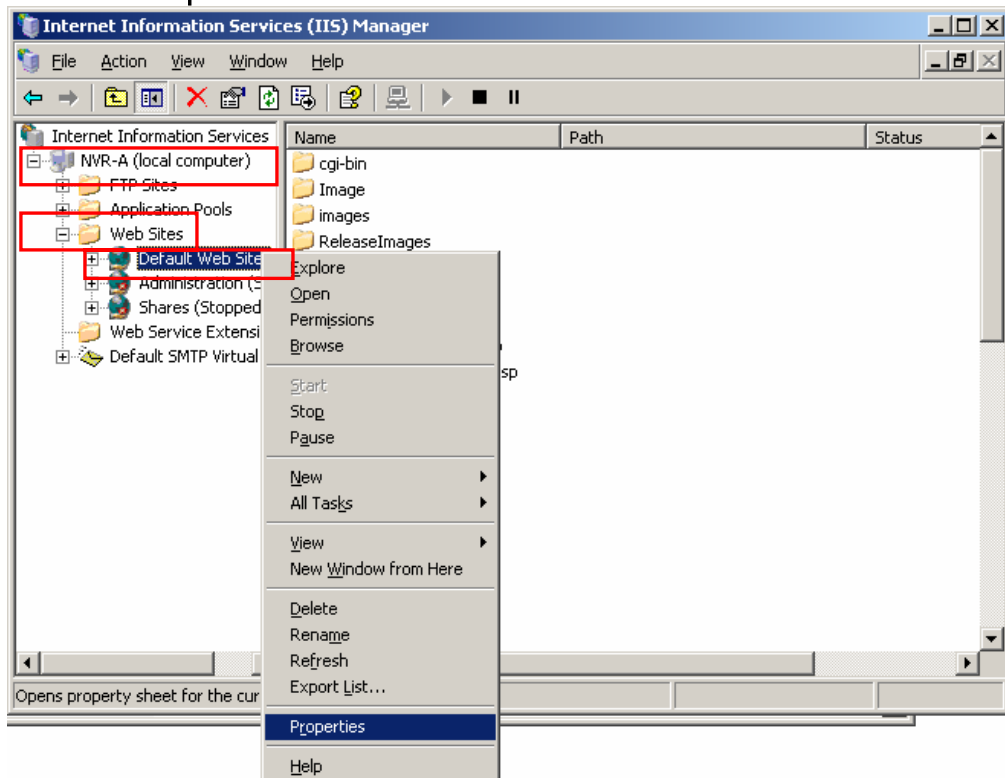 Internet Information Services (IIS) Manager
File Action View Window Help
Internet Information Services
NVR-A (local computer)
FTP Sites
Application Pools
Web Sites
Default Web Site
Administration (S
Shares (Stopped
Web Service Extensi
Default SMTP Virtual
Name Path Status
cgi-bin
Image
images
ReleaseImages
sp
Explore
Open
Permissions
Browse
Start
Stop
Pause
New
All Tasks
View
New Window from Here
Delete
Rename
Refresh
Export List...
Properties
Help
Opens property sheet for the cur